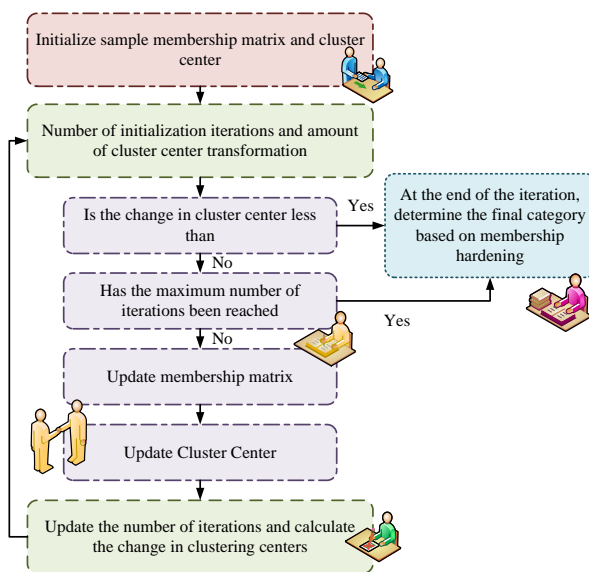 Initialize sample membership matrix and cluster
center
Number of initialization iterations and amount
of cluster center transformation
Is the change in cluster center less
than
Yes
At the end of the iteration,
determine the final category
based on membership
hardening
No
Has the maximum number of
iterations been reached
Yes
No
Update membership matrix
Update Cluster Center
Update the number of iterations and calculate
the change in clustering centers